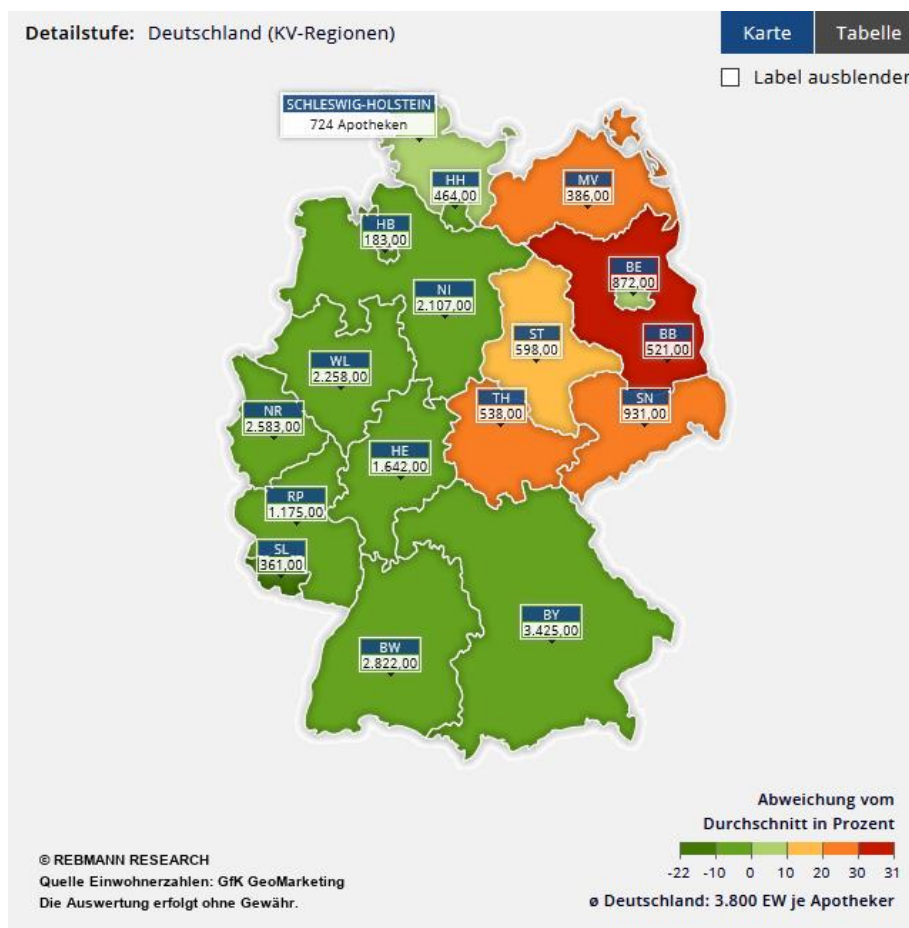 Detailstufe: Deutschland (KV-Regionen)
Karte
Tabelle
Label ausblenden
SCHLESWIG-HOLSTEIN
724 Apotheken
HH
464,00
MV
386,00
HB
183,00
BE
872,00
NI
2.107,00
ST
598,00
BB
521,00
WL
2.258,00
TH
538,00
SN
931,00
NR
2.583,00
HE
1.642,00
RP
1.175,00
SL
361,00
BY
3.425,00
BW
2.822,00
Abweichung vom
Durchschnitt in Prozent
-22 -10 0 10 20 30 31
ø Deutschland: 3.800 EW je Apotheker
© REBMANN RESEARCH
Quelle Einwohnerzahlen: GfK GeoMarketing
Die Auswertung erfolgt ohne Gewähr.